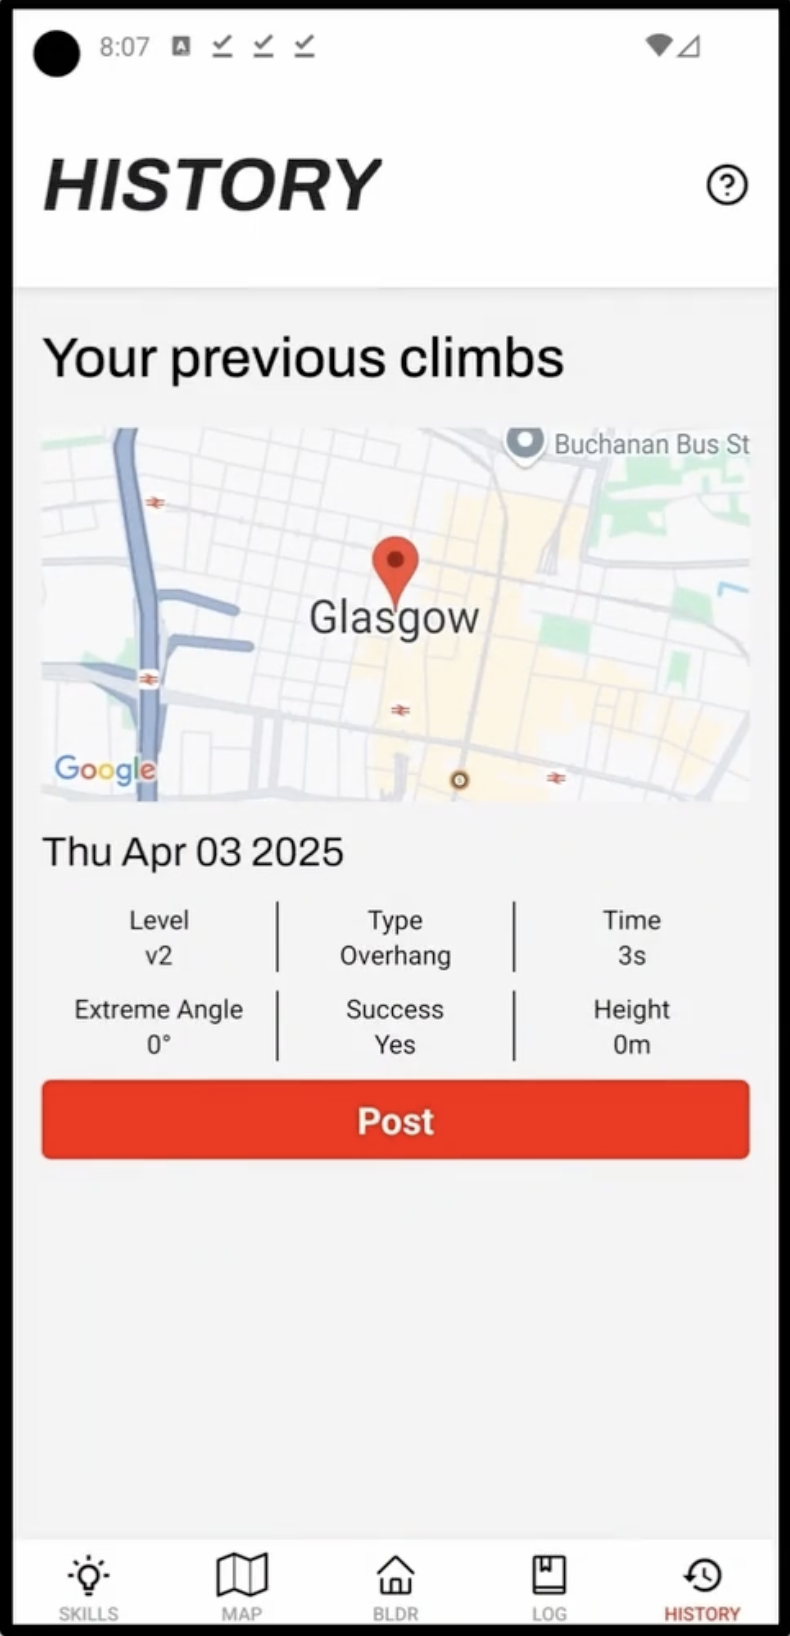 8:07
HISTORY
Your previous climbs
Buchanan Bus St
Glasgow
Google
Thu Apr 03 2025
Level Type Time
v2 Overhang 3s
Extreme Angle Success Height
0° Yes 0m
Post
SKILLS MAP BLDR LOG HISTORY